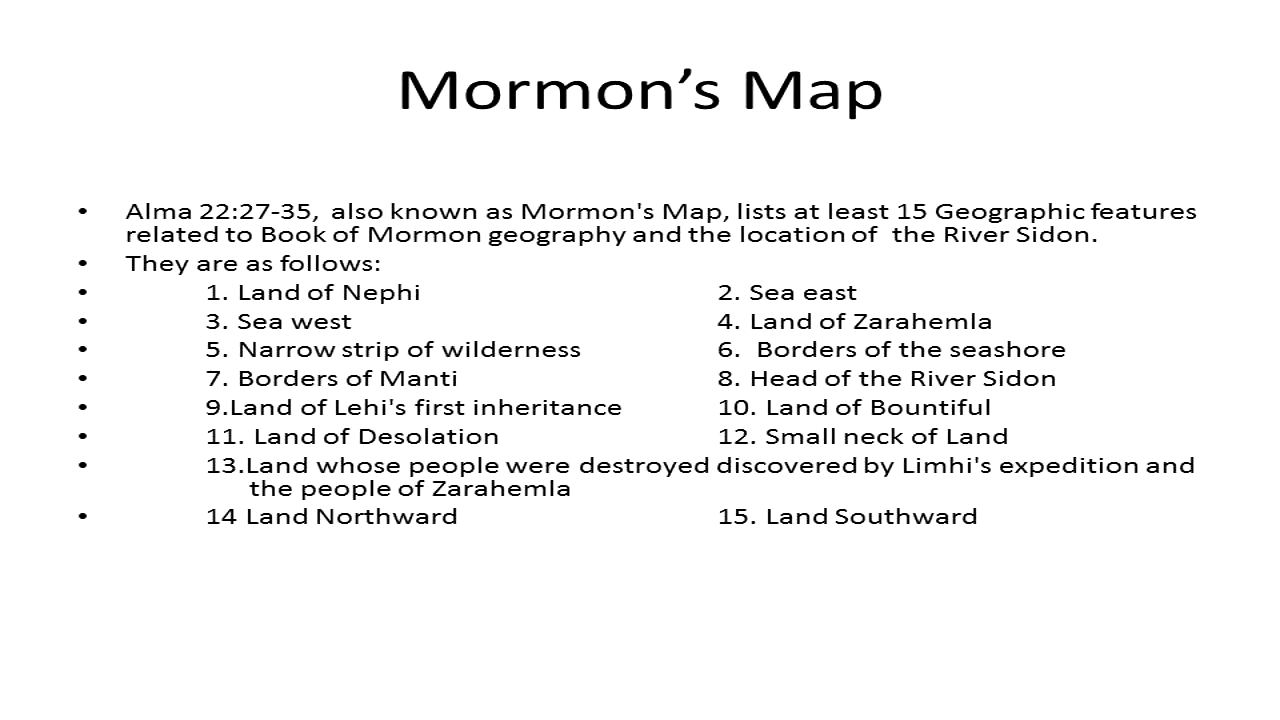 Mormon’s Map
• Alma 22:27-35, also known as Mormon's Map, lists at least 15 Geographic features
related to Book of Mormon geography and the location of the River Sidon.
• They are as follows:
• 1. Land of Nephi 2. Sea east
• 3. Sea west 4. Land of Zarahemla
• 5. Narrow strip of wilderness 6. Borders of the seashore
• 7. Borders of Manti 8. Head of the River Sidon
• 9.Land of Lehi's first inheritance 10. Land of Bountiful
• 11. Land of Desolation 12. Small neck of Land
• 13.Land whose people were destroyed discovered by Limhi's expedition and
the people of Zarahemla
• 14 Land Northward 15. Land Southward